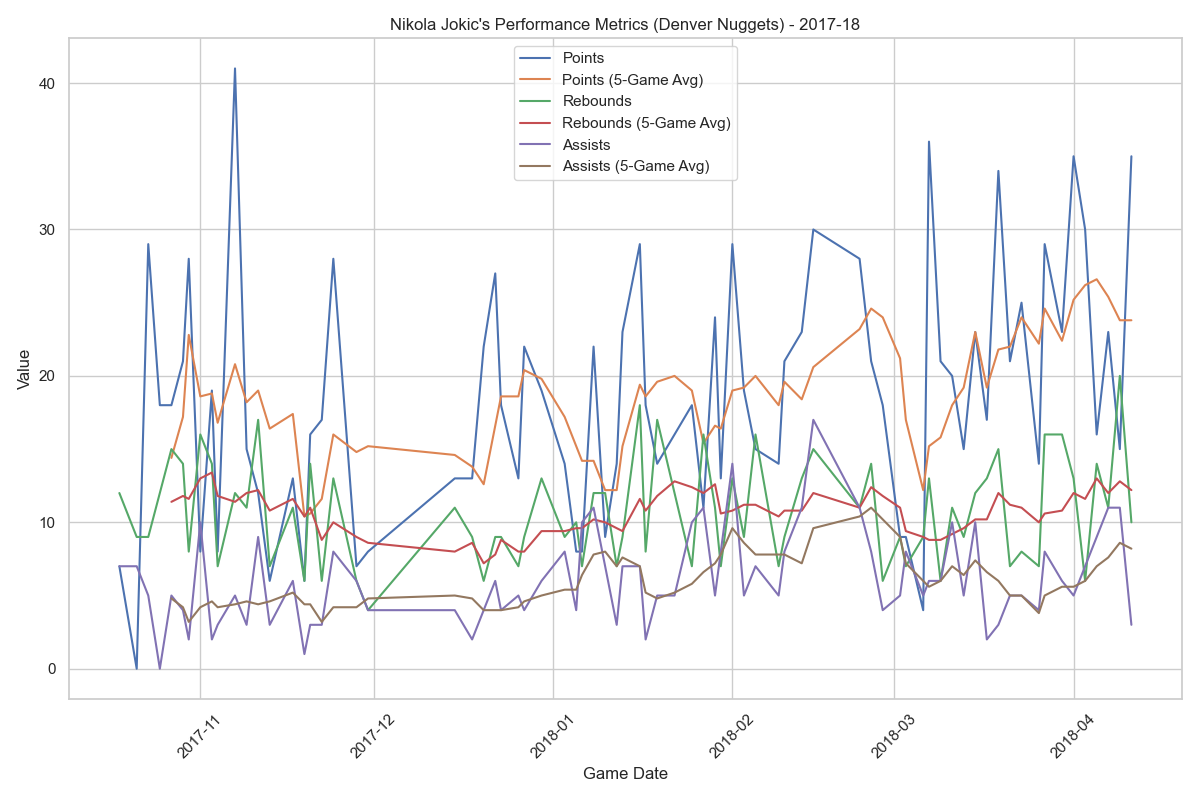 Nikola Jokic's Performance Metrics (Denver Nuggets) - 2017-18
Points
Points (5-Game Avg)
Rebounds
Rebounds (5-Game Avg)
Assists
Assists (5-Game Avg)
Value
40
30
20
10
0
2017-11
2017-12
2018-01
2018-02
2018-03
2018-04
Game Date